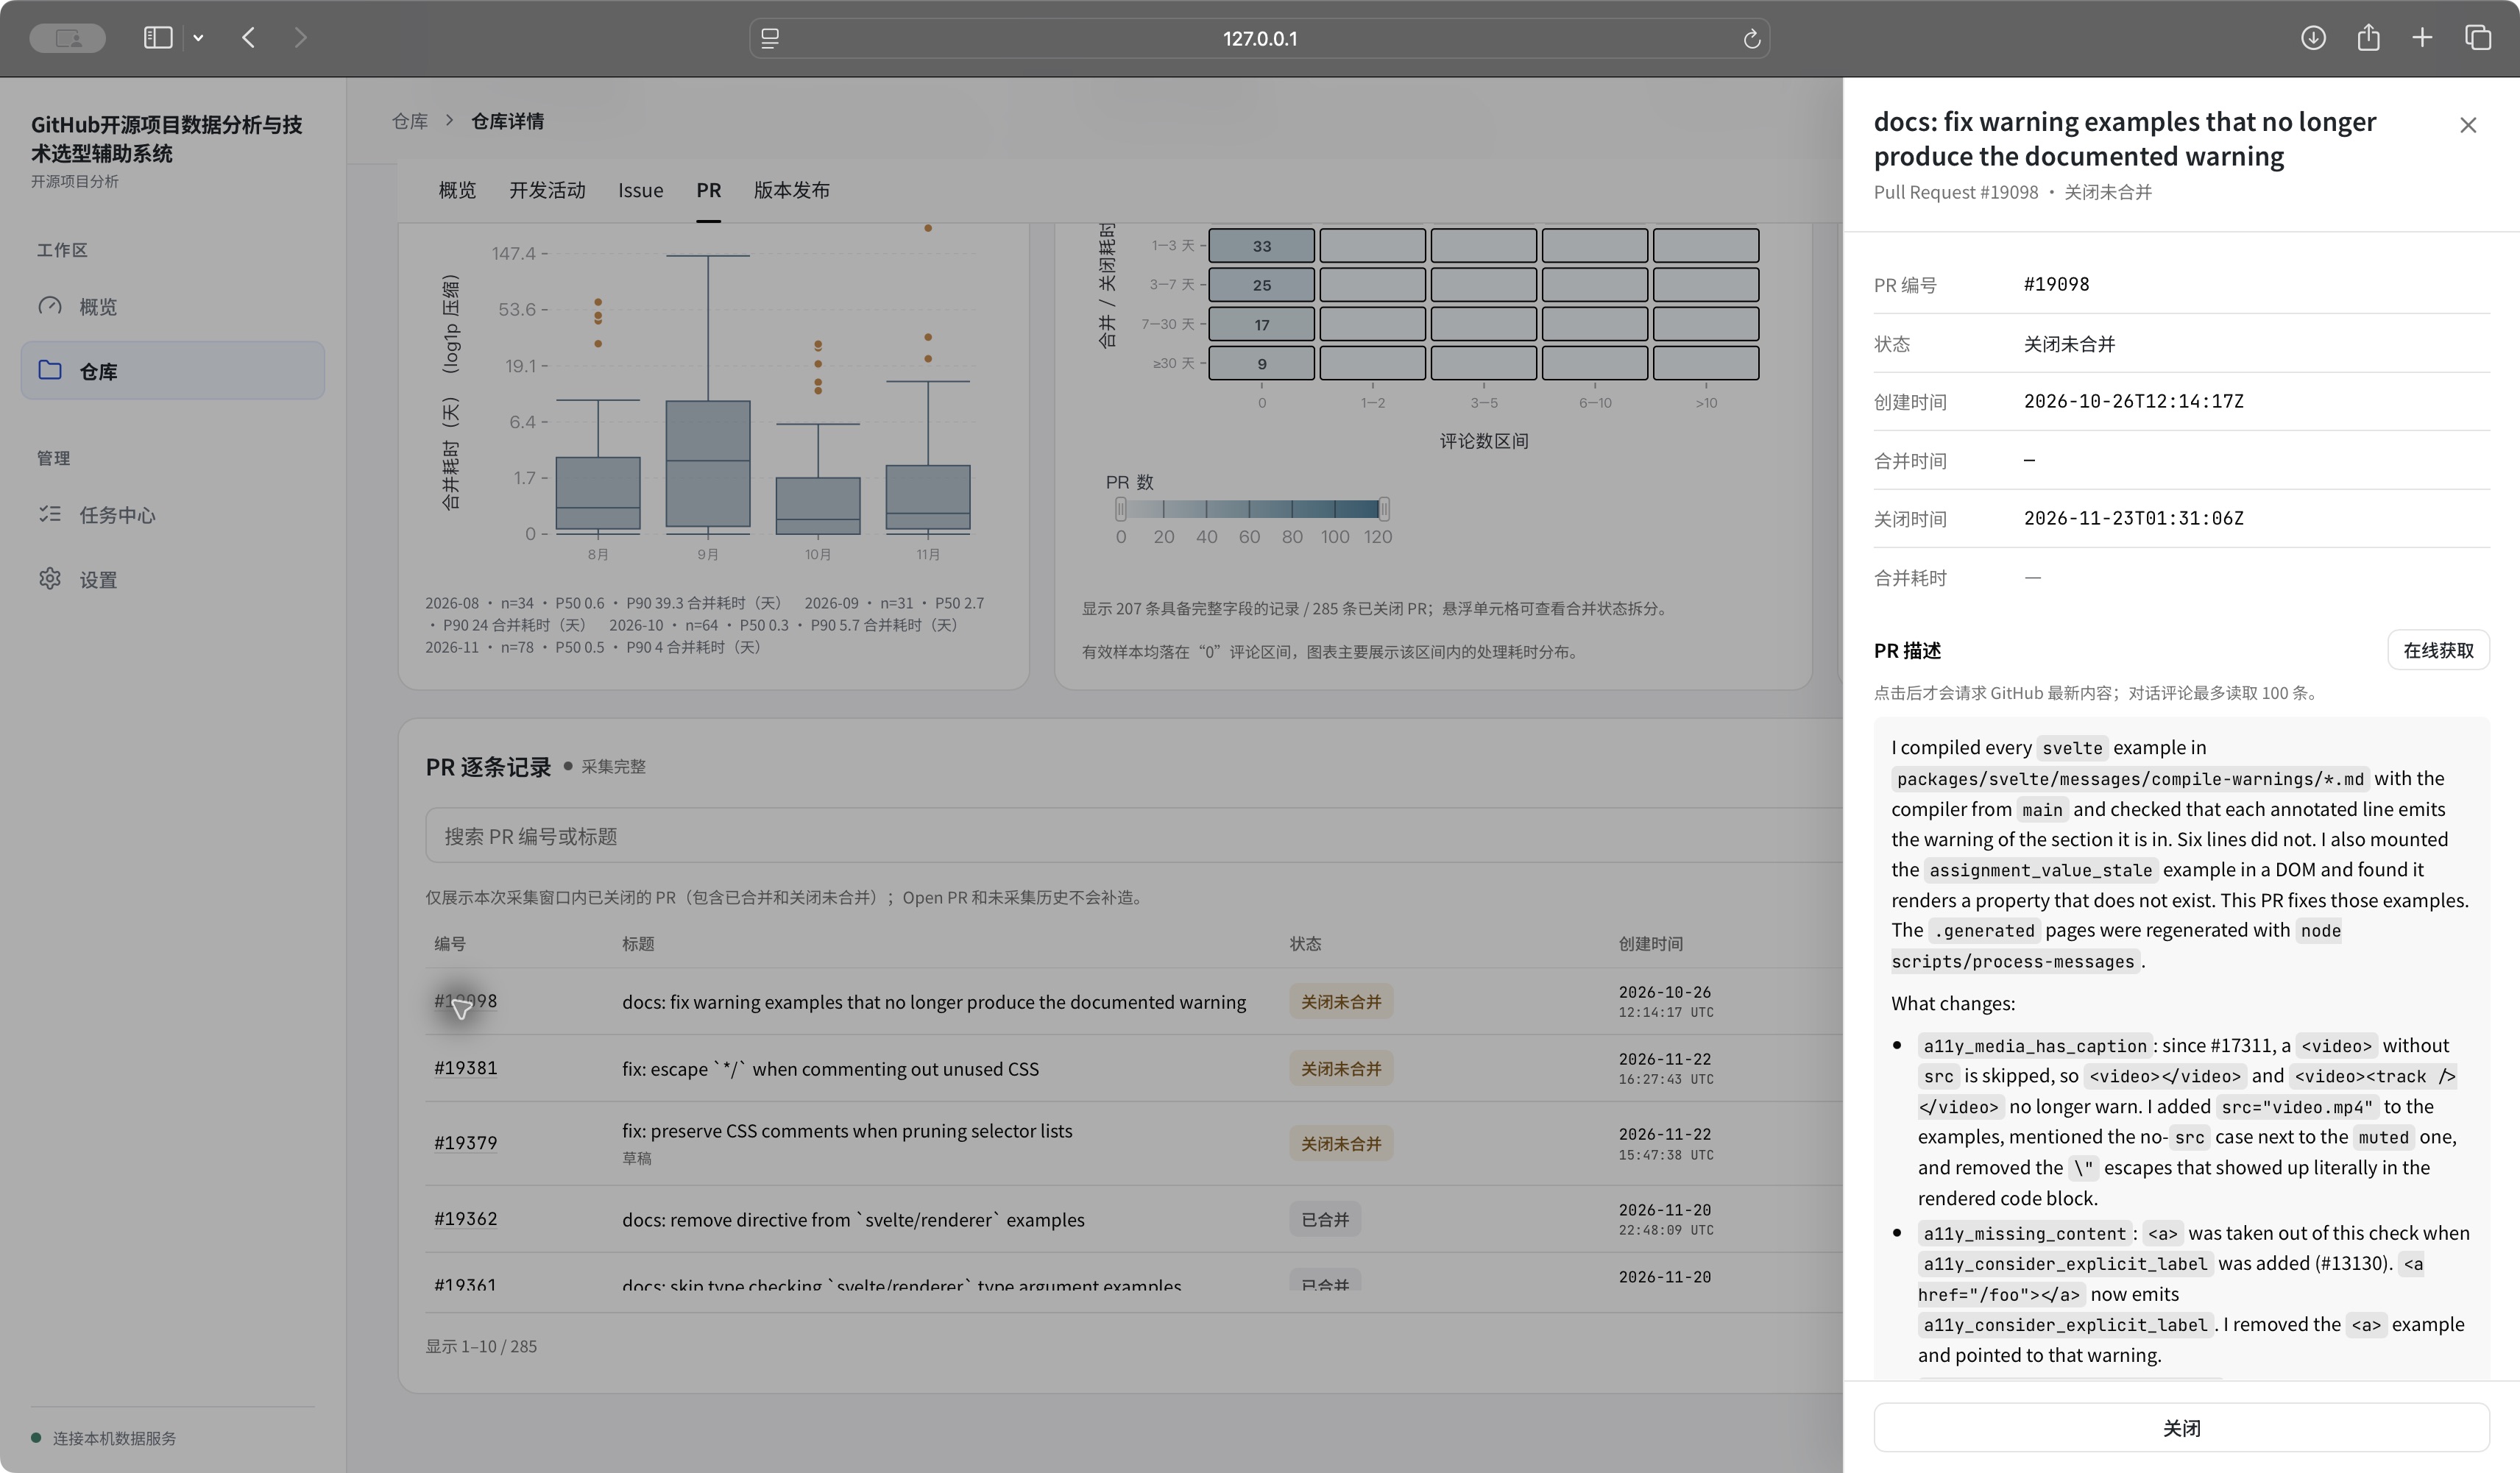 127.0.0.1
GitHub开源项目数据分析与技
术选型辅助系统
开源项目分析
工作区
概览
仓库
管理
任务中心
设置
连接本机数据服务
仓库 > 仓库详情
概览 开发活动 Issue PR 版本发布
合并耗时（天）（log1p 压缩）
147.4
53.6
19.1
6.4
1.7
0
8月 9月 10月 11月
2026-08 · n=34 · P50 0.6 · P90 39.3 合并耗时（天） 2026-09 · n=31 · P50 2.7
· P90 24 合并耗时（天） 2026-10 · n=64 · P50 0.3 · P90 5.7 合并耗时（天）
2026-11 · n=78 · P50 0.5 · P90 4 合并耗时（天）
合并 / 关闭耗时
1—3 天 33
3—7 天 25
7—30 天 17
≥30 天 9
0 1—2 3—5 6—10 >10
评论数区间
PR 数
0 20 40 60 80 100 120
显示 207 条具备完整字段的记录 / 285 条已关闭 PR；悬浮单元格可查看合并状态拆分。
有效样本均落在“0”评论区间，图表主要展示该区间内的处理耗时分布。
PR 逐条记录 ● 采集完整
搜索 PR 编号或标题
仅展示本次采集窗口内已关闭的 PR（包含已合并和关闭未合并）；Open PR 和未采集历史不会补造。
编号 标题 状态 创建时间
#19098 docs: fix warning examples that no longer produce the documented warning 关闭未合并 2026-10-26
12:14:17 UTC
#19381 fix: escape `*/` when commenting out unused CSS 关闭未合并 2026-11-22
16:27:43 UTC
#19379 fix: preserve CSS comments when pruning selector lists 关闭未合并 2026-11-22
草稿 15:47:38 UTC
#19362 docs: remove directive from `svelte/renderer` examples 已合并 2026-11-20
22:48:09 UTC
#19361 docs: skip type checking `svelte/renderer` type argument examples 已合并 2026-11-20
显示 1–10 / 285
docs: fix warning examples that no longer
produce the documented warning
Pull Request #19098 · 关闭未合并
PR 编号 #19098
状态 关闭未合并
创建时间 2026-10-26T12:14:17Z
合并时间 —
关闭时间 2026-11-23T01:31:06Z
合并耗时 —
PR 描述 在线获取
点击后才会请求 GitHub 最新内容；对话评论最多读取 100 条。
I compiled every svelte example in
packages/svelte/messages/compile-warnings/*.md with the
compiler from main and checked that each annotated line emits
the warning of the section it is in. Six lines did not. I also mounted
the assignment_value_stale example in a DOM and found it
renders a property that does not exist. This PR fixes those examples.
The .generated pages were regenerated with node
scripts/process-messages.
What changes:
● a11y_media_has_caption: since #17311, a <video> without
src is skipped, so <video></video> and <video><track />
</video> no longer warn. I added src="video.mp4" to the
examples, mentioned the no-src case next to the muted one,
and removed the \" escapes that showed up literally in the
rendered code block.
● a11y_missing_content: <a> was taken out of this check when
a11y_consider_explicit_label was added (#13130). <a
href="/foo"></a> now emits
a11y_consider_explicit_label. I removed the <a> example
and pointed to that warning.
关闭